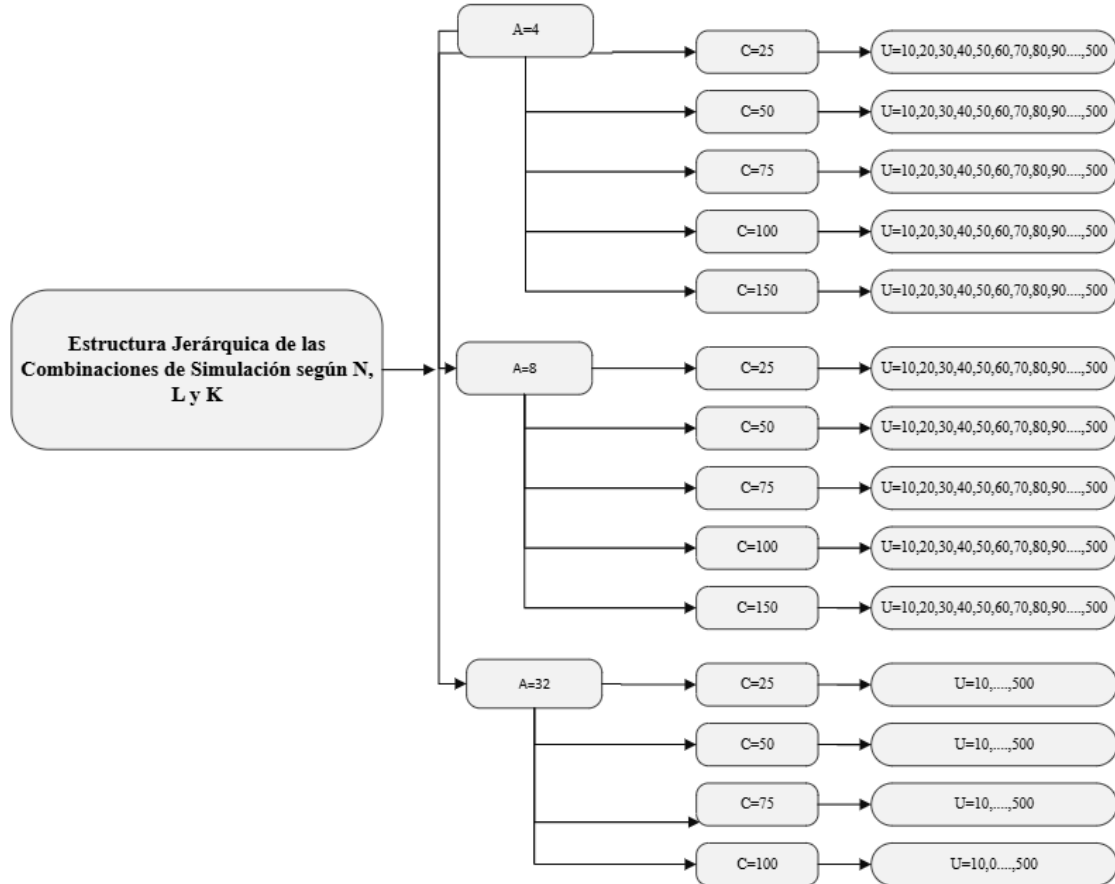 A=4
C=25
U=10,20,30,40,50,60,70,80,90....,500
C=50
U=10,20,30,40,50,60,70,80,90....,500
C=75
U=10,20,30,40,50,60,70,80,90....,500
C=100
U=10,20,30,40,50,60,70,80,90....,500
C=150
U=10,20,30,40,50,60,70,80,90....,500
Estructura Jerárquica de las
Combinaciones de Simulación según N,
L y K
A=8
C=25
U=10,20,30,40,50,60,70,80,90....,500
C=50
U=10,20,30,40,50,60,70,80,90....,500
C=75
U=10,20,30,40,50,60,70,80,90....,500
C=100
U=10,20,30,40,50,60,70,80,90....,500
C=150
U=10,20,30,40,50,60,70,80,90....,500
A=32
C=25
U=10,....,500
C=50
U=10,....,500
C=75
U=10,....,500
C=100
U=10,0....,500